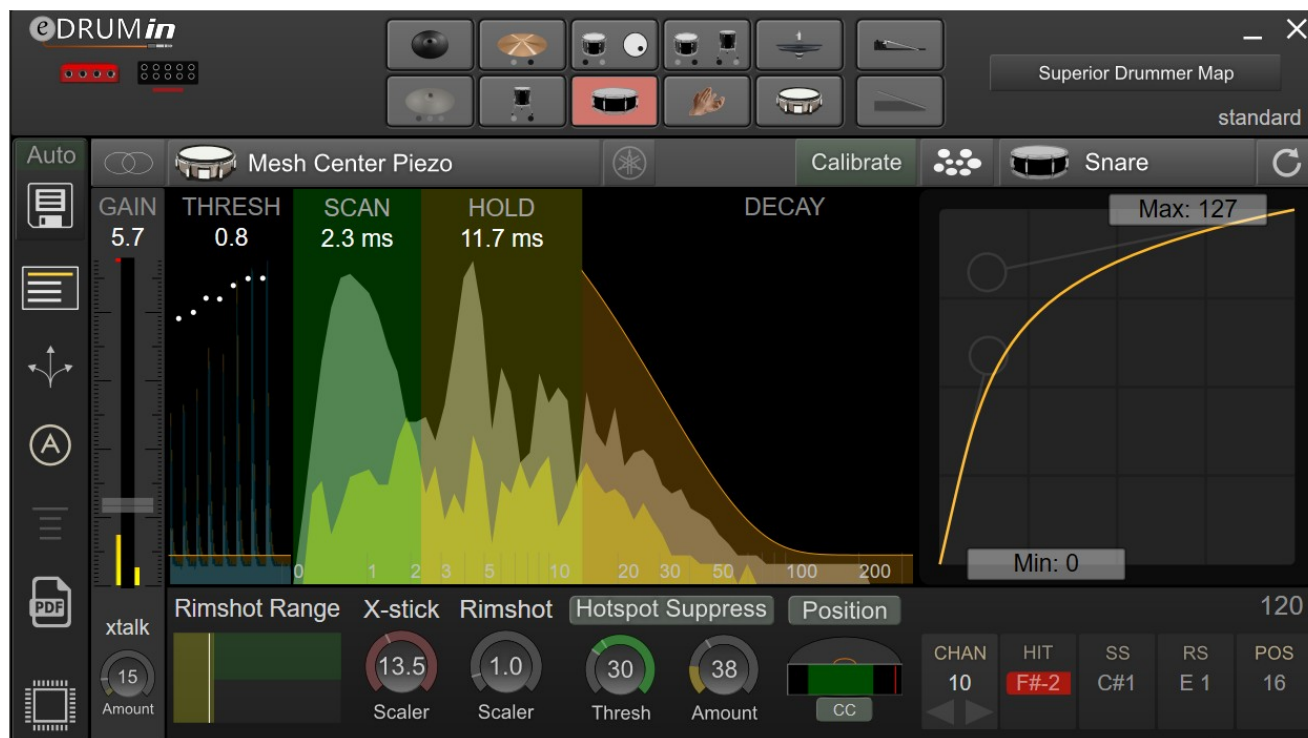 eDRUMin
Superior Drummer Map
standard
Auto
Mesh Center Piezo
Calibrate
Snare
GAIN THRESH SCAN HOLD DECAY
5.7 0.8 2.3 ms 11.7 ms
Max: 127
A
0 1 2 3 5 10 20 30 50 100 200
Min: 0
PDF
Rimshot Range X-stick Rimshot Hotspot Suppress Position
120
xtalk
15
Amount
13.5 1.0 30 38
Scaler Scaler Thresh Amount
CC
CHAN HIT SS RS POS
10 F#-2 C#1 E 1 16